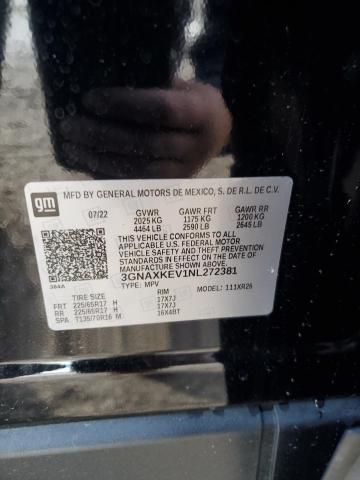 gm
MFD BY GENERAL MOTORS DE MEXICO, S. DE R.L. DE C.V.
07/22 GVWR GAWR FRT GAWR RR
2025 KG 1175 KG 1200 KG
4464 LB 2590 LB 2645 LB
THIS VEHICLE CONFORMS TO ALL
APPLICABLE U.S. FEDERAL MOTOR
VEHICLE SAFETY AND THEFT PREVENTION
STANDARDS IN EFFECT ON THE DATE OF
MANUFACTURE SHOWN ABOVE.
3GNAXKEV1NL272381
384A TYPE: MPV MODEL: 111XR26
TIRE SIZE RIM
FRT 225/65R17 H 17X7J
RR 225/65R17 H 17X7J
SPA T135/70R16 M 16X4BT